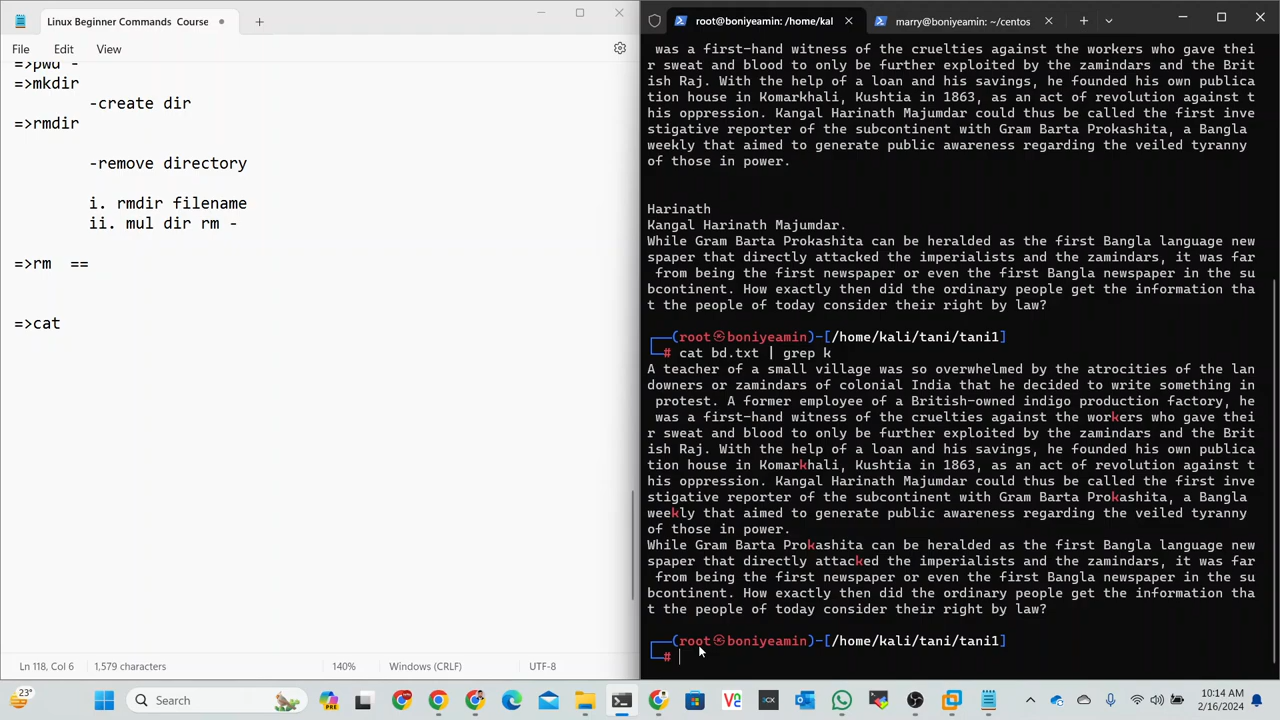 Linux Beginner Commands Course
File Edit View
=>pwd -
=>mkdir
-create dir
=>rmdir
-remove directory
i. rmdir filename
ii. mul dir rm -
=>rm ==
=>cat
Ln 118, Col 6 1,579 characters 140% Windows (CRLF) UTF-8
root@boniyeamin: /home/kal marry@boniyeamin: ~/centos
was a first-hand witness of the cruelties against the workers who gave thei
r sweat and blood to only be further exploited by the zamindars and the Brit
ish Raj. With the help of a loan and his savings, he founded his own publica
tion house in Komarkhali, Kushtia in 1863, as an act of revolution against t
his oppression. Kangal Harinath Majumdar could thus be called the first inve
stigative reporter of the subcontinent with Gram Barta Prokashita, a Bangla
weekly that aimed to generate public awareness regarding the veiled tyranny
of those in power.
Harinath
Kangal Harinath Majumdar.
While Gram Barta Prokashita can be heralded as the first Bangla language new
spaper that directly attacked the imperialists and the zamindars, it was far
from being the first newspaper or even the first Bangla newspaper in the su
bcontinent. How exactly then did the ordinary people get the information tha
t the people of today consider their right by law?
┌──(root㉿boniyeamin)-[/home/kali/tani/tani1]
└─# cat bd.txt | grep k
A teacher of a small village was so overwhelmed by the atrocities of the lan
downers or zamindars of colonial India that he decided to write something in
protest. A former employee of a British-owned indigo production factory, he
was a first-hand witness of the cruelties against the workers who gave thei
r sweat and blood to only be further exploited by the zamindars and the Brit
ish Raj. With the help of a loan and his savings, he founded his own publica
tion house in Komarkhali, Kushtia in 1863, as an act of revolution against t
his oppression. Kangal Harinath Majumdar could thus be called the first inve
stigative reporter of the subcontinent with Gram Barta Prokashita, a Bangla
weekly that aimed to generate public awareness regarding the veiled tyranny
of those in power.
While Gram Barta Prokashita can be heralded as the first Bangla language new
spaper that directly attacked the imperialists and the zamindars, it was far
from being the first newspaper or even the first Bangla newspaper in the su
bcontinent. How exactly then did the ordinary people get the information tha
t the people of today consider their right by law?
┌──(root㉿boniyeamin)-[/home/kali/tani/tani1]
└─#
23° Search 10:14 AM
2/16/2024